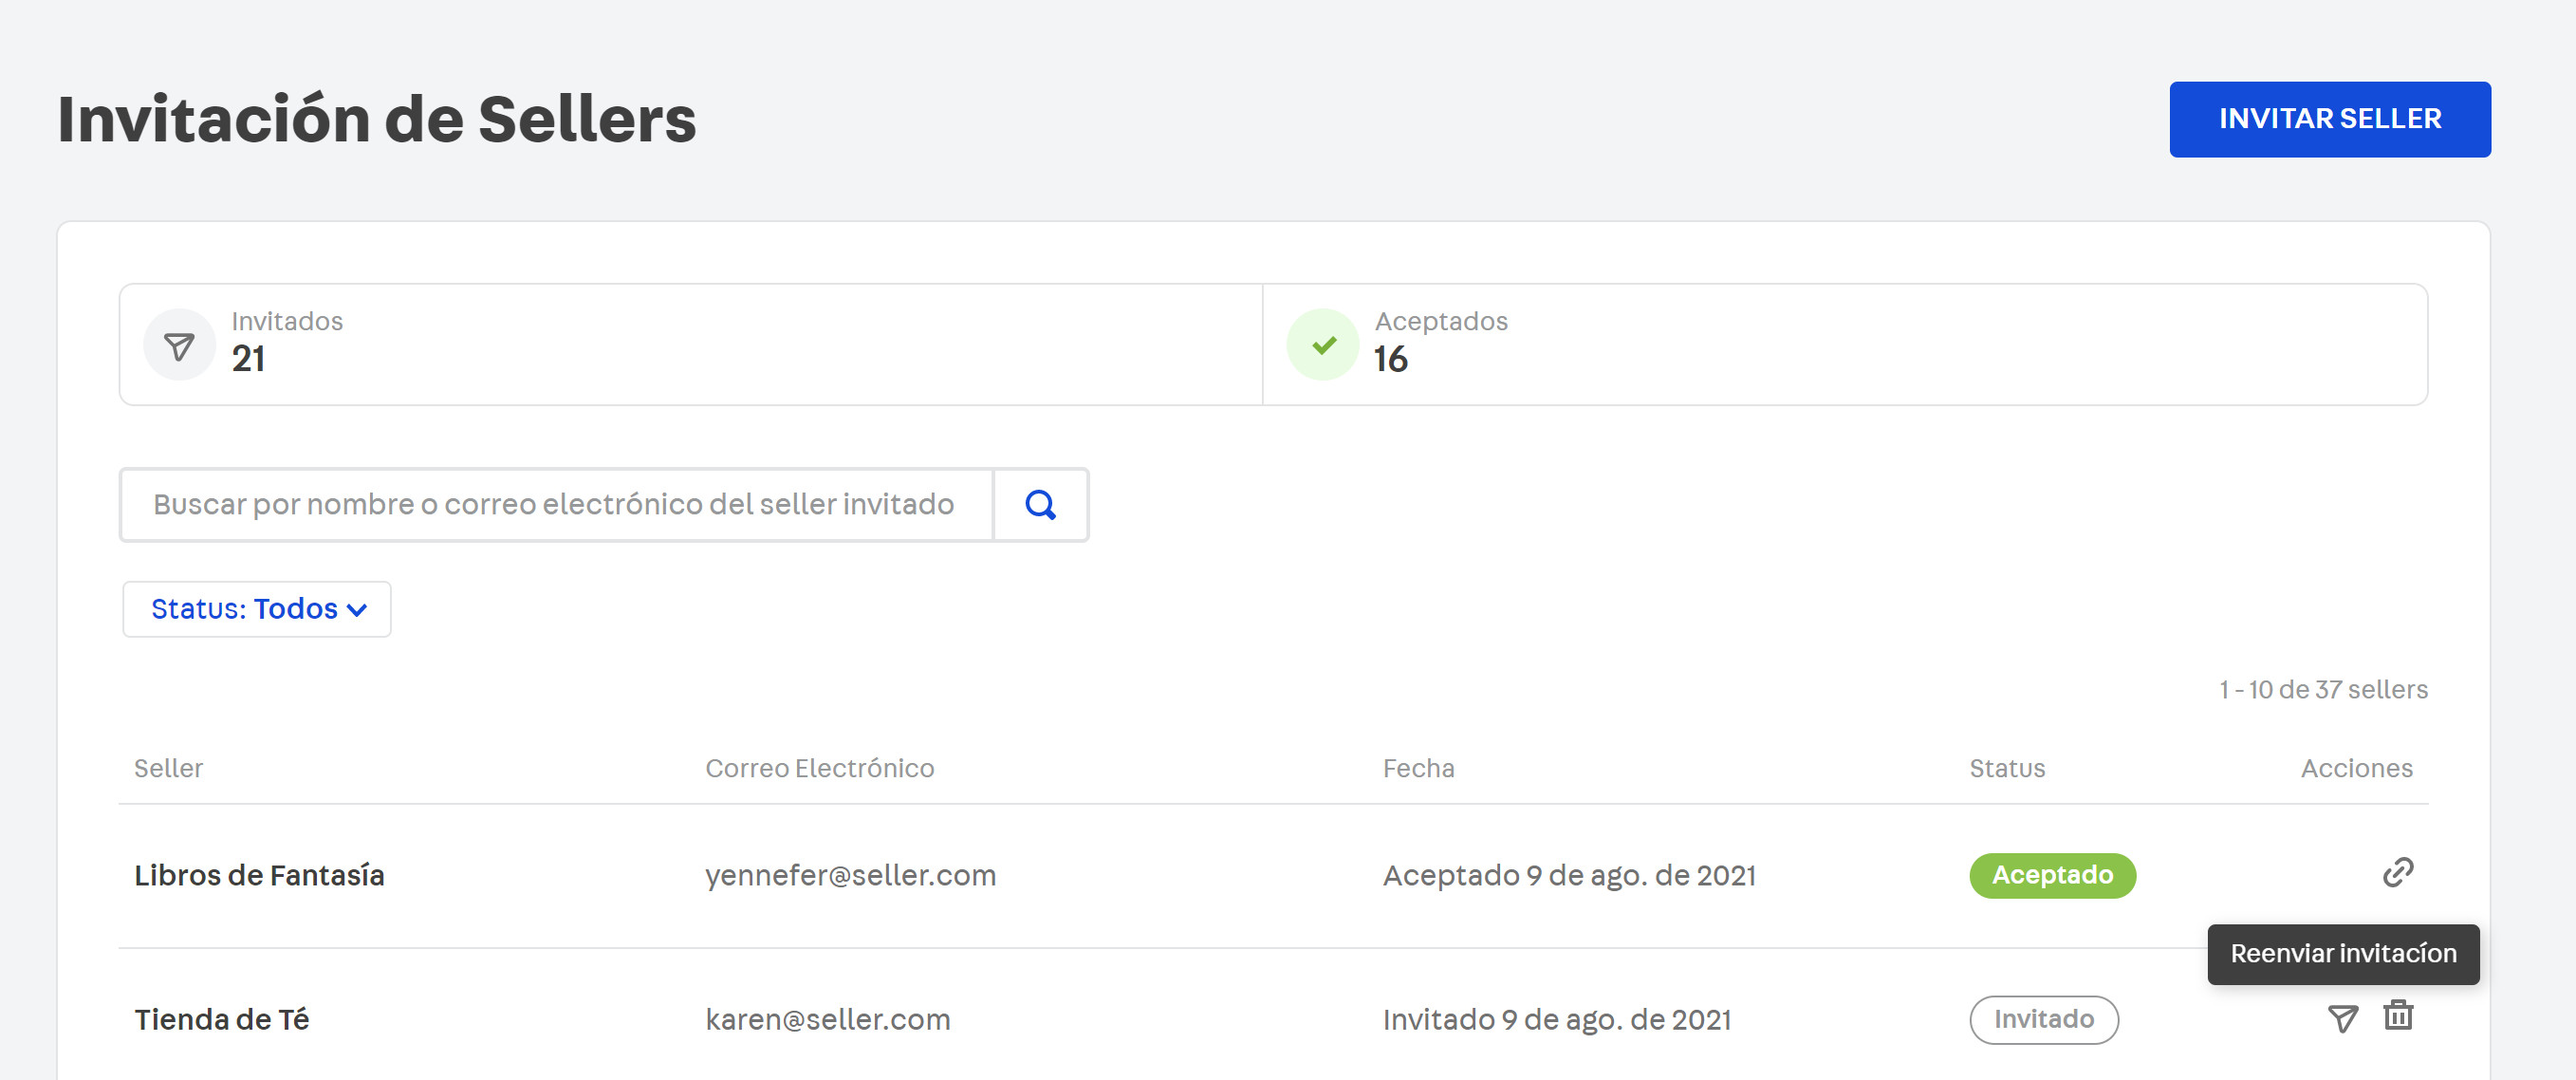 Invitación de Sellers
INVITAR SELLER
Invitados
21
Aceptados
16
Buscar por nombre o correo electrónico del seller invitado
Status: Todos
1 - 10 de 37 sellers
Seller Correo Electrónico Fecha Status Acciones
Libros de Fantasía yennefer@seller.com Aceptado 9 de ago. de 2021 Aceptado
Reenviar invitacíon
Tienda de Té karen@seller.com Invitado 9 de ago. de 2021 Invitado